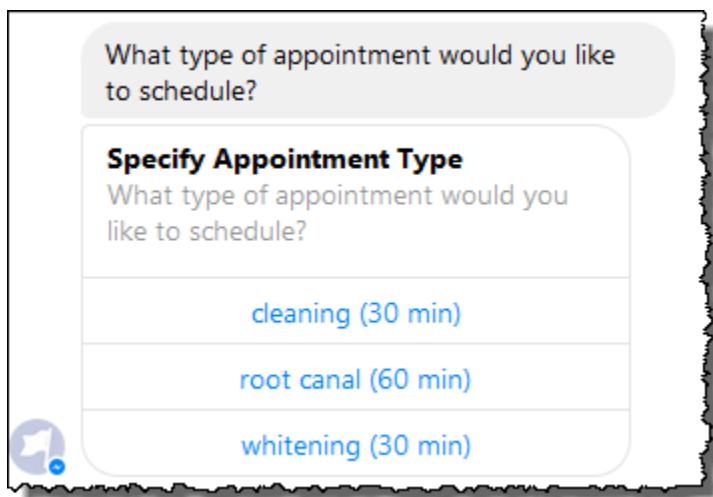 What type of appointment would you like
to schedule?
Specify Appointment Type
What type of appointment would you
like to schedule?
cleaning (30 min)
root canal (60 min)
whitening (30 min)